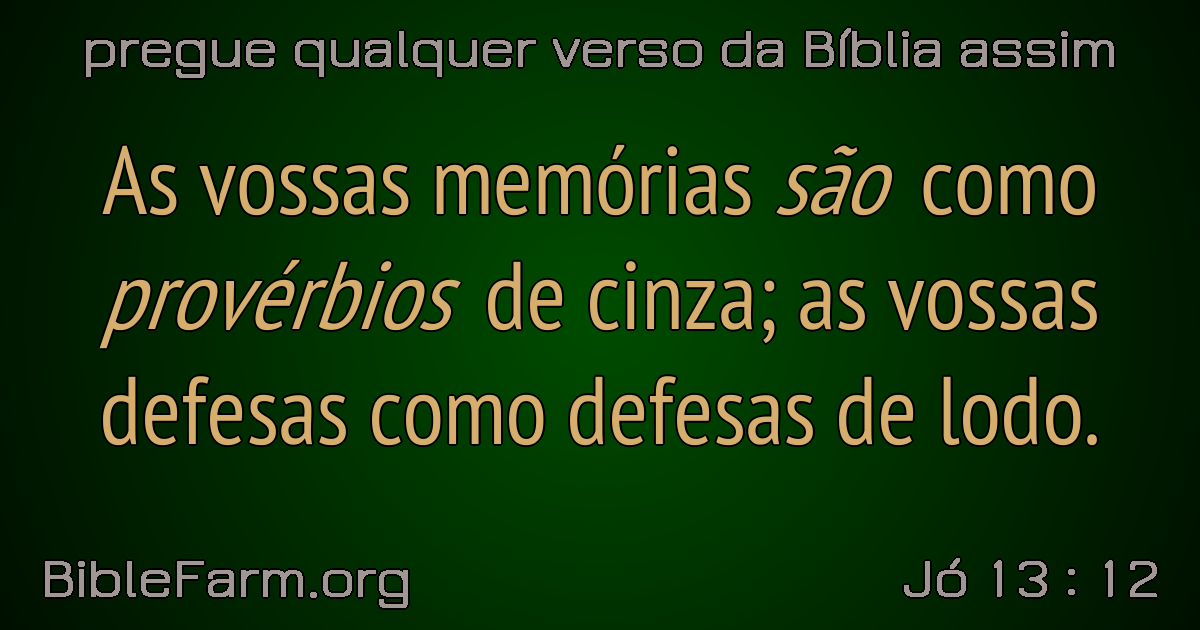 pregue qualquer verso da Bíblia assim
As vossas memórias são como
provérbios de cinza; as vossas
defesas como defesas de lodo.
BibleFarm.org
Jó 13 : 12